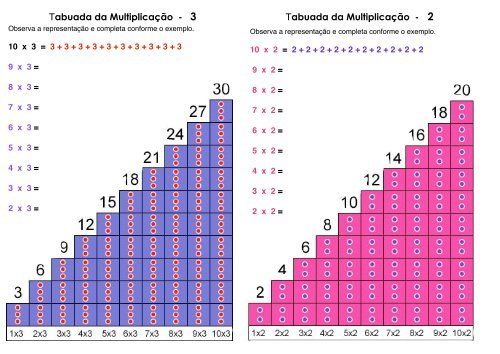 Tabuada da Multiplicação - 3
Observa a representação e completa conforme o exemplo.
10 x 3 = 3 + 3 + 3 + 3 + 3 + 3 + 3 + 3 + 3 + 3
9 x 3 =
8 x 3 =
7 x 3 =
6 x 3 =
5 x 3 =
4 x 3 =
3 x 3 =
2 x 3 =
30
27
24
21
18
15
12
9
6
3
1x3 2x3 3x3 4x3 5x3 6x3 7x3 8x3 9x3 10x3
Tabuada da Multiplicação - 2
Observa a representação e completa conforme o exemplo.
10 x 2 = 2+2+2+2+2+2+2+2+2+2
9 x 2 =
8 x 2 =
7 x 2 =
6 x 2 =
5 x 2 =
4 x 2 =
3 x 2 =
2 x 2 =
20
18
16
14
12
10
8
6
4
2
1x2 2x2 3x2 4x2 5x2 6x2 7x2 8x2 9x2 10x2